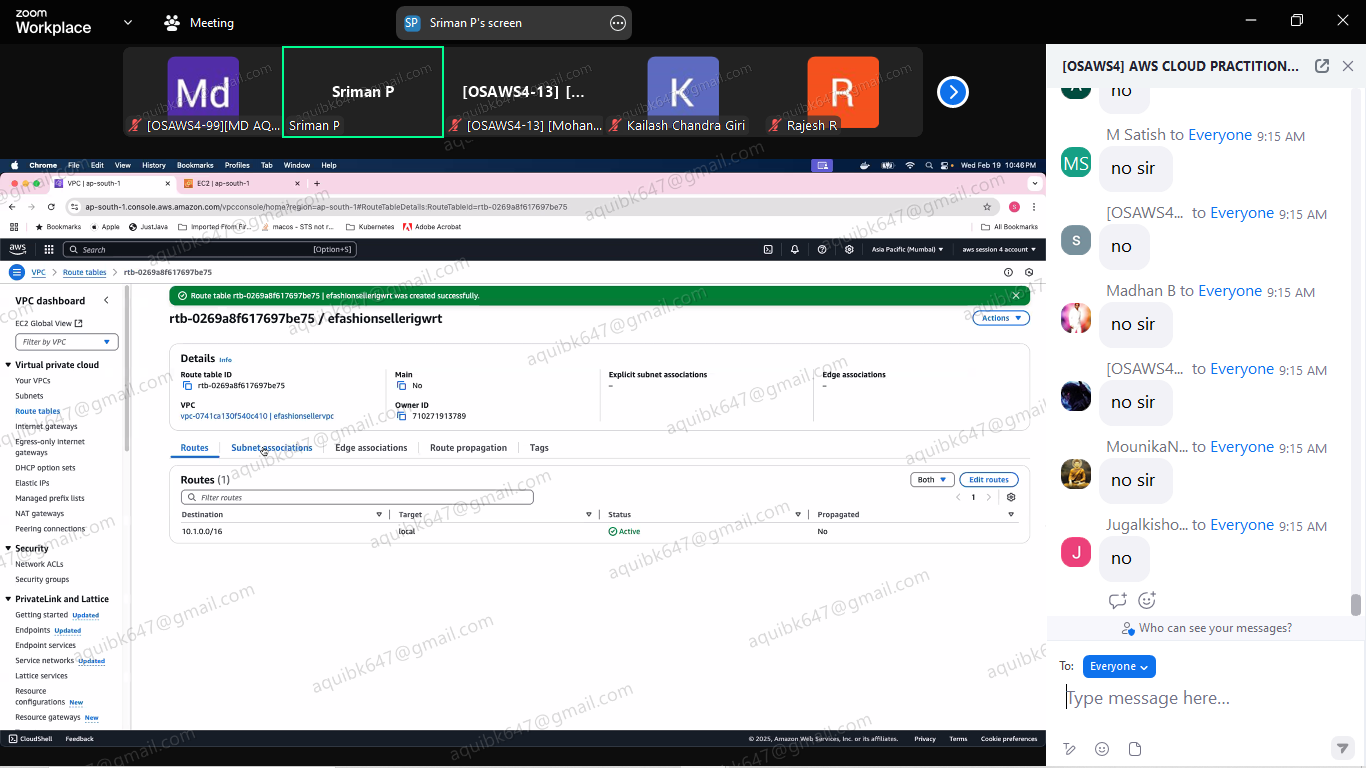 zoom
Workplace
Meeting
SP
Sriman P's screen
Md
[OSAWS4-99][MD AQ...
Sriman P
Sriman P
[OSAWS4-13] [...
[OSAWS4-13] [Mohan...
K
Kailash Chandra Giri
R
Rajesh R
Chrome File Edit View History Bookmarks Profiles Tab Window Help
Wed Feb 19 10:46 PM
VPC | ap-south-1
EC2 | ap-south-1
ap-south-1.console.aws.amazon.com/vpcconsole/home?region=ap-south-1#RouteTableDetails:RouteTableId=rtb-0269a8f617697be75
Bookmarks Apple JustJava Imported From Fir... macos - STS not r... Kubernetes Adobe Acrobat
All Bookmarks
aws
Search
[Option+S]
Asia Pacific (Mumbai)
aws session 4 account
VPC > Route tables > rtb-0269a8f617697be75
VPC dashboard
EC2 Global View
Filter by VPC
Virtual private cloud
Your VPCs
Subnets
Route tables
Internet gateways
Egress-only internet
gateways
DHCP option sets
Elastic IPs
Managed prefix lists
NAT gateways
Peering connections
Security
Network ACLs
Security groups
PrivateLink and Lattice
Getting started Updated
Endpoints Updated
Endpoint services
Service networks Updated
Lattice services
Resource
configurations New
Resource gateways New
Route table rtb-0269a8f617697be75 | efashionsellerigwrt was created successfully.
rtb-0269a8f617697be75 / efashionsellerigwrt
Actions
Details Info
Route table ID
rtb-0269a8f617697be75
Main
No
Explicit subnet associations
–
Edge associations
–
VPC
vpc-0741ca130f540c410 | efashionsellervpc
Owner ID
710271913789
Routes Subnet associations Edge associations Route propagation Tags
Routes (1)
Both
Edit routes
Filter routes
1
Destination Target Status Propagated
10.1.0.0/16 local Active No
CloudShell Feedback
© 2025, Amazon Web Services, Inc. or its affiliates. Privacy Terms Cookie preferences
aquibk647@gmail.com
[OSAWS4] AWS CLOUD PRACTITION...
no
M Satish to Everyone 9:15 AM
MS
no sir
[OSAWS4... to Everyone 9:15 AM
S
no
Madhan B to Everyone 9:15 AM
no sir
[OSAWS4... to Everyone 9:15 AM
no sir
MounikaN... to Everyone 9:15 AM
no sir
Jugalkisho... to Everyone 9:15 AM
J
no
Who can see your messages?
To: Everyone
Type message here...